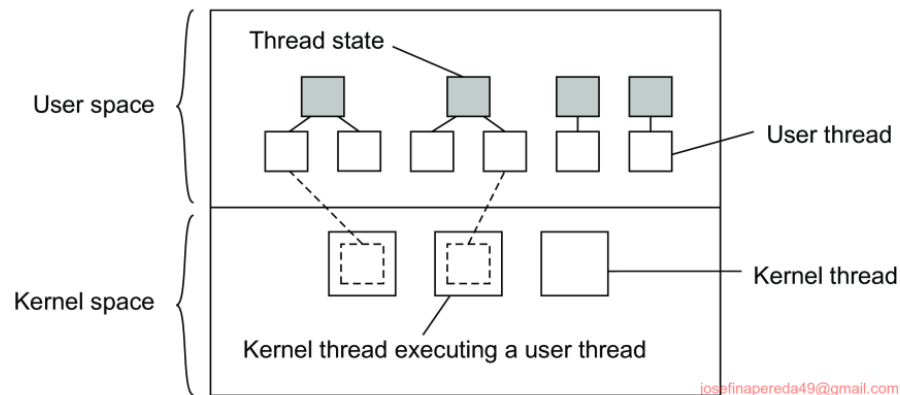 Thread state
User space
User thread
Kernel thread
Kernel space
Kernel thread executing a user thread
josefinapereda49@gmail.com